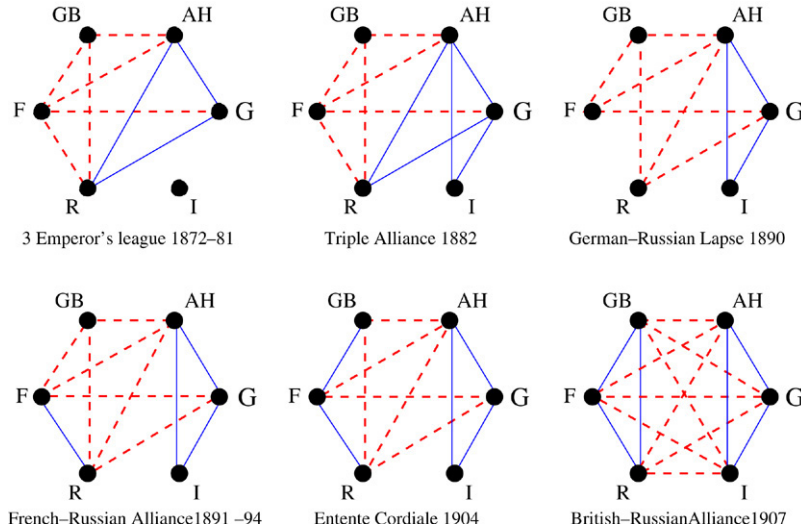 GB AH
F G
R I
3 Emperor's league 1872–81
GB AH
F G
R I
Triple Alliance 1882
GB AH
F G
R I
German–Russian Lapse 1890
GB AH
F G
R I
French–Russian Alliance1891 –94
GB AH
F G
R I
Entente Cordiale 1904
GB AH
F G
R I
British–RussianAlliance1907